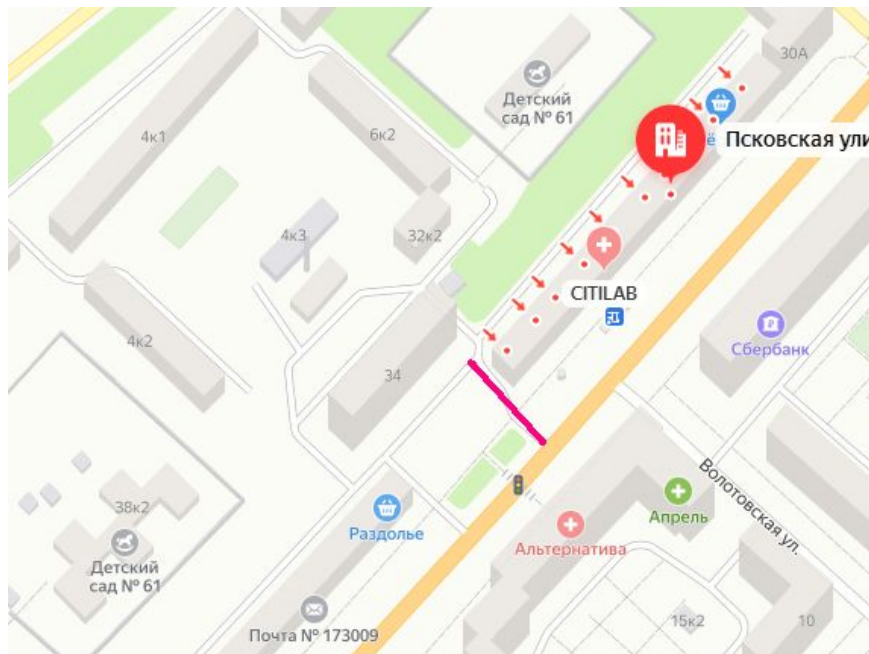 30А
Детский
сад № 61
4к1
6к2
Псковская ули
4к3
32к2
CITILAB
4к2
34
Сбербанк
Волотовская ул.
38к2
Раздолье
Апрель
Альтернатива
Детский
сад № 61
Почта № 173009
15к2
10